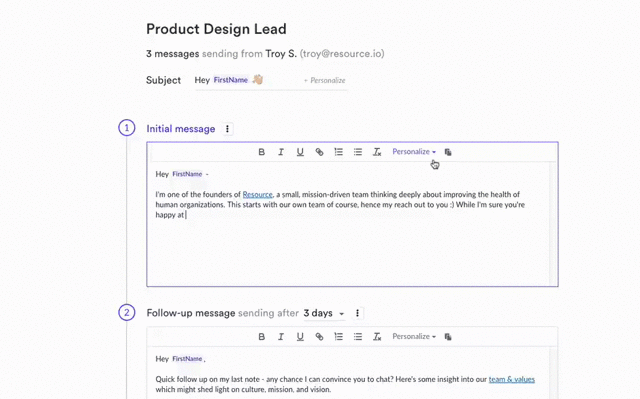 Product Design Lead
3 messages sending from Troy S. (troy@resource.io)
Subject Hey FirstName 👋🏼 + Personalize
1 Initial message
B I U Personalize
Hey FirstName -
I'm one of the founders of Resource, a small, mission-driven team thinking deeply about improving the health of
human organizations. This starts with our own team of course, hence my reach out to you :) While I'm sure you're
happy at
2 Follow-up message sending after 3 days
B I U Personalize
Hey FirstName,
Quick follow up on my last note - any chance I can convince you to chat? Here's some insight into our team & values
which might shed light on culture, mission, and vision.